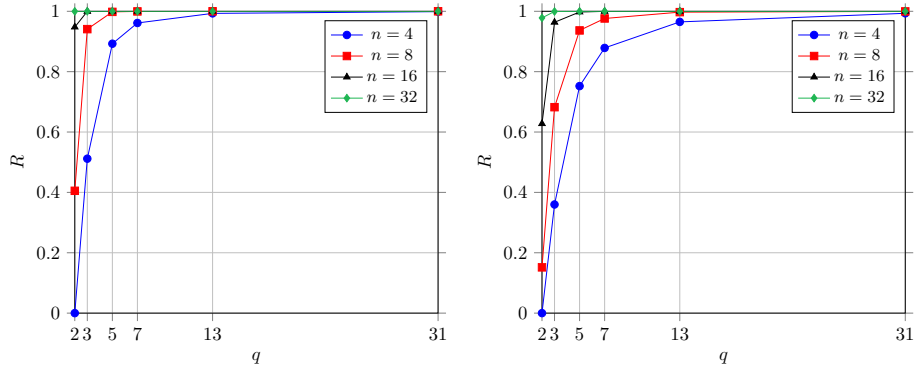 1
0.8
0.6
0.4
0.2
0
R
2 3 5 7 13 31
q
n = 4
n = 8
n = 16
n = 32
1
0.8
0.6
0.4
0.2
0
R
2 3 5 7 13 31
q
n = 4
n = 8
n = 16
n = 32